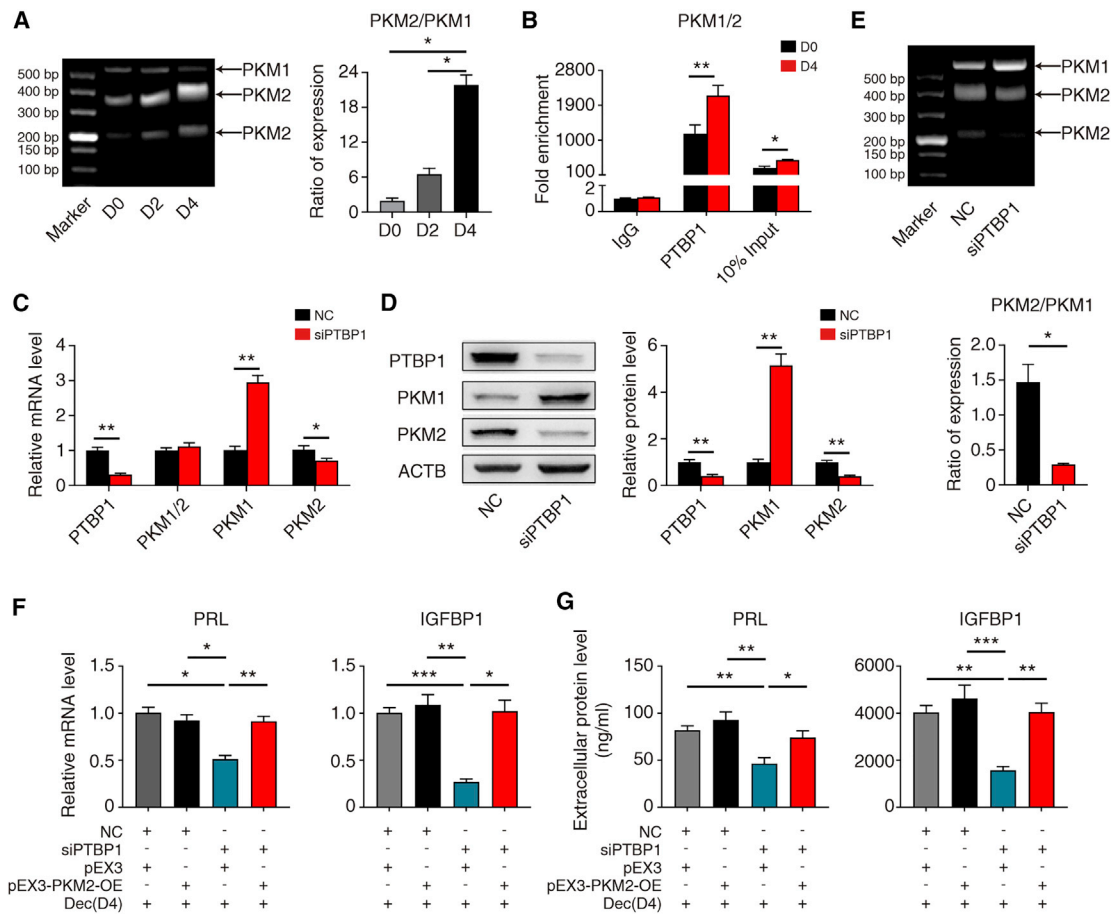 A
500 bp
400 bp
300 bp
200 bp
150 bp
100 bp
PKM1
PKM2
PKM2
Marker
D0
D2
D4
PKM2/PKM1
Ratio of expression
24
18
12
6
0
*
*
D0
D2
D4
B
PKM1/2
D0
D4
Fold enrichment
2800
1900
1000
100
2
0
**
*
IgG
PTBP1
10% Input
E
500 bp
400 bp
300 bp
200 bp
150 bp
100 bp
PKM1
PKM2
PKM2
Marker
NC
siPTBP1
C
NC
siPTBP1
Relative mRNA level
4
3
2
1
0
**
**
*
PTBP1
PKM1/2
PKM1
PKM2
D
PTBP1
PKM1
PKM2
ACTB
NC
siPTBP1
NC
siPTBP1
Relative protein level
6
4
2
0
**
**
**
PTBP1
PKM1
PKM2
PKM2/PKM1
Ratio of expression
2.0
1.5
1.0
0.5
0
*
NC
siPTBP1
F
PRL
Relative mRNA level
1.5
1.0
0.5
0
*
* **
IGFBP1
1.5
1.0
0.5
0
**
*** *
NC + + - - + + - -
siPTBP1 - - + + - - + +
pEX3 + - + - + - + -
pEX3-PKM2-OE - + - + - + - +
Dec(D4) + + + + + + + +
G
PRL
Extracellular protein level
(ng/ml)
150
100
50
0
**
** *
IGFBP1
6000
4000
2000
0
***
** **
NC + + - - + + - -
siPTBP1 - - + + - - + +
pEX3 + - + - + - + -
pEX3-PKM2-OE - + - + - + - +
Dec(D4) + + + + + + + +